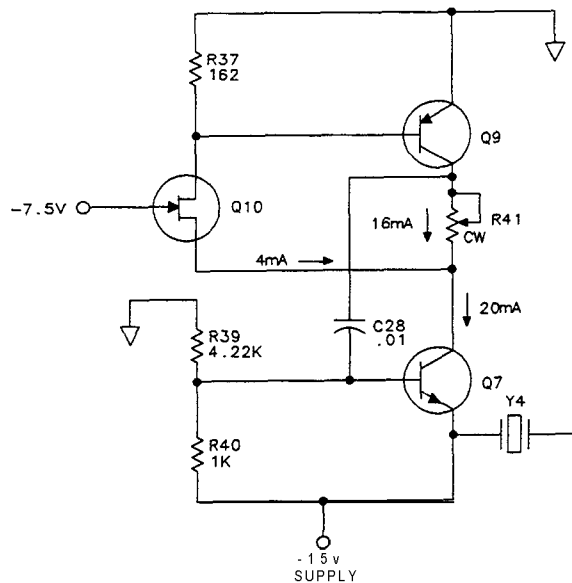 R37
162
Q9
-7.5V
Q10
16mA
R41
CW
4mA
20mA
C28
.01
R39
4.22K
Q7
Y4
R40
1K
-15v
SUPPLY